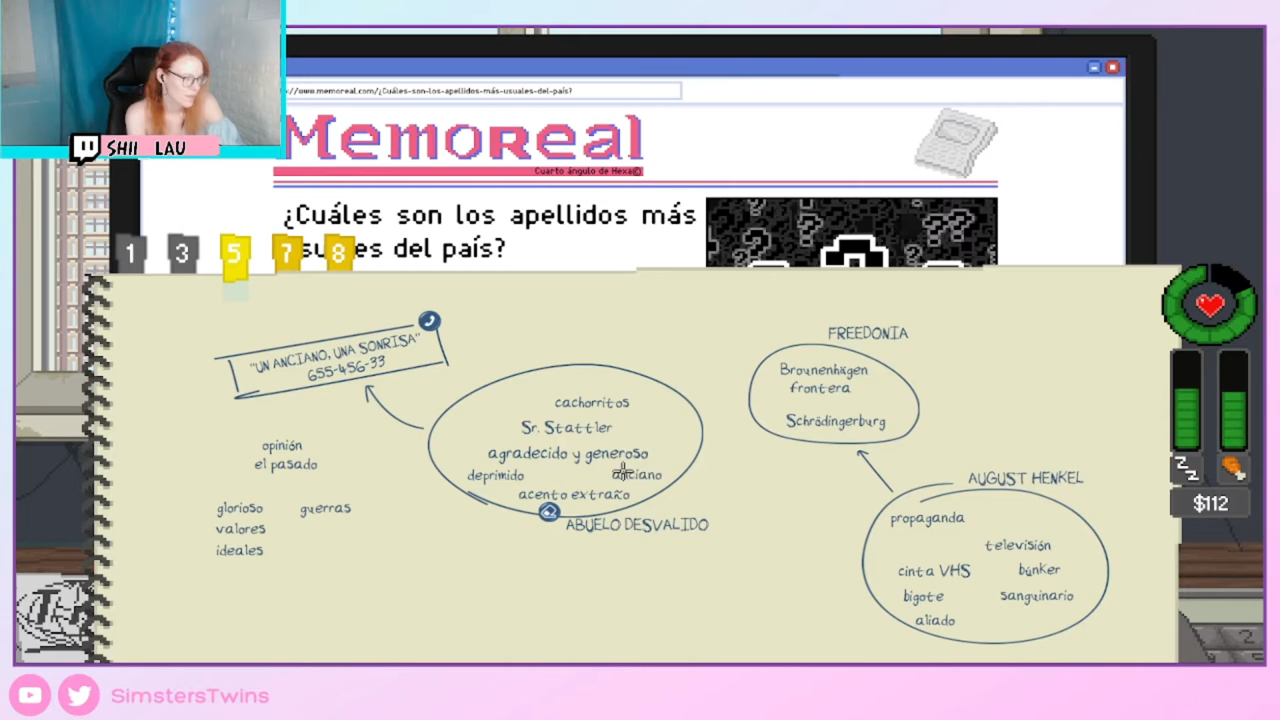 SHII LAU
//www.memoreal.com/¿Cuáles-son-los-apellidos-más-usuales-del-país?
Memoreal
Cuarto ángulo de Hexa©
¿Cuáles son los apellidos más
del país?
1 3 5 7 8
"UN ANCIANO, UNA SONRISA"
655-456-33
cachorritos
Sr. Stattler
agradecido y generoso
deprimido anciano
acento extraño
ABUELO DESVALIDO
opinión
el pasado
glorioso guerras
valores
ideales
FREEDONIA
Brounenhägen
frontera
Schrödingerburg
AUGUST HENKEL
propaganda
televisión
cinta VHS búnker
bigote sanguinario
aliado
$112
SimstersTwins